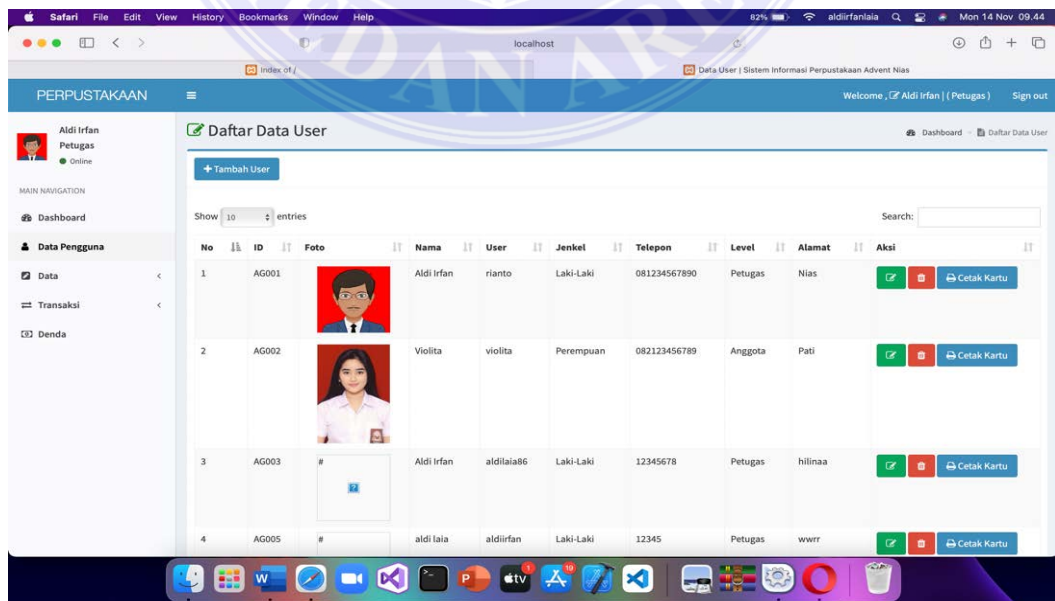 Safari File Edit View History Bookmarks Window Help 82% aldiirfanlaia Mon 14 Nov 09.44
localhost
Index of /
Data User | Sistem Informasi Perpustakaan Advent Nias
PERPUSTAKAAN Welcome , Aldi Irfan | ( Petugas ) Sign out
Aldi Irfan
Petugas
Online
MAIN NAVIGATION
Dashboard
Data Pengguna
Data
Transaksi
Denda
Daftar Data User
Dashboard Daftar Data User
+ Tambah User
Show 10 entries Search:
No ID Foto Nama User Jenkel Telepon Level Alamat Aksi
1 AG001 Aldi Irfan rianto Laki-Laki 081234567890 Petugas Nias Cetak Kartu
2 AG002 Violita violita Perempuan 082123456789 Anggota Pati Cetak Kartu
3 AG003 # Aldi Irfan aldilaia86 Laki-Laki 12345678 Petugas hilinaa Cetak Kartu
4 AG005 # aldi laia aldiirfan Laki-Laki 12345 Petugas wwrr Cetak Kartu
DAN ARE